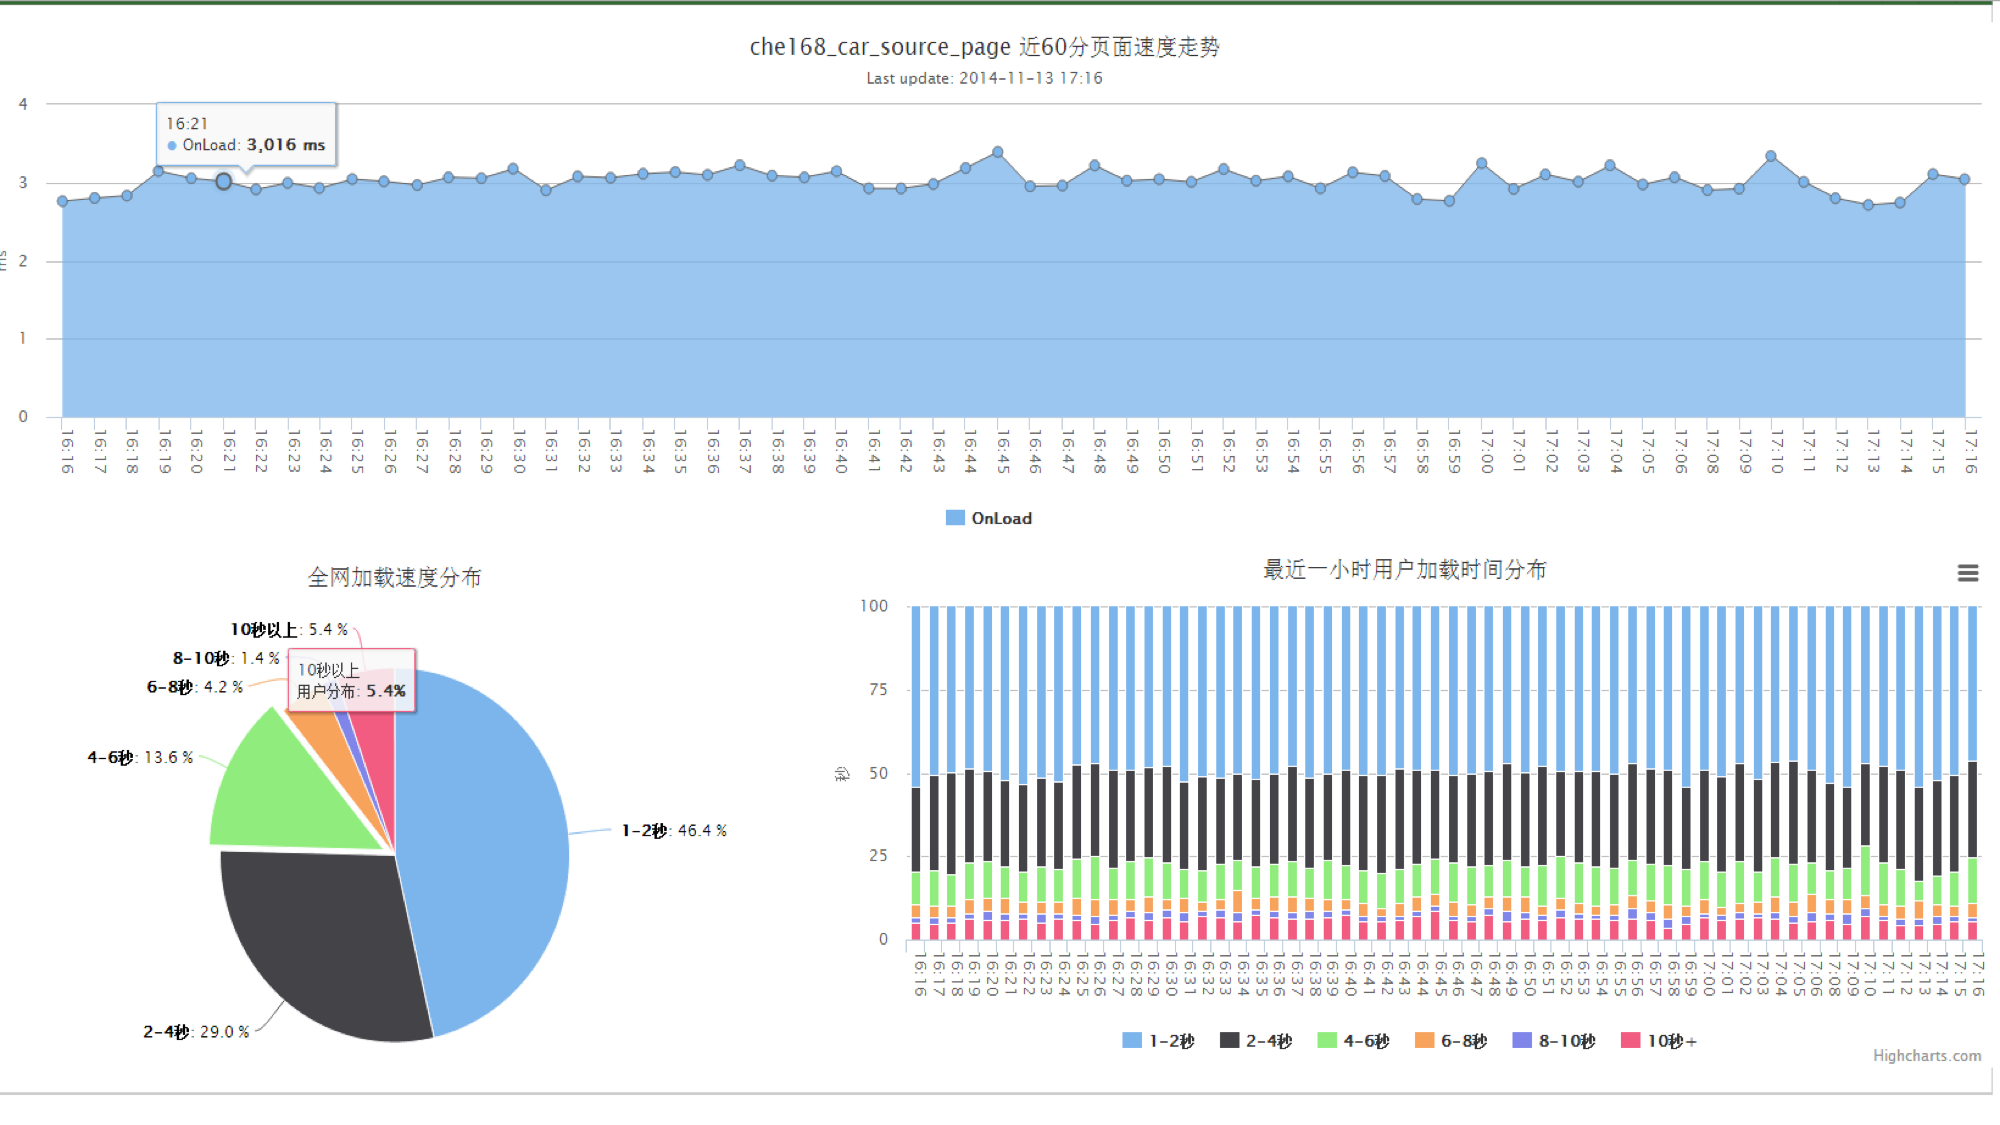 che168_car_source_page 近60分页面速度走势
Last update: 2014-11-13 17:16
4
16:21
OnLoad: 3,016 ms
3
ms
2
1
0
16:16 16:17 16:18 16:19 16:20 16:21 16:22 16:23 16:24 16:25 16:26 16:27 16:28 16:29 16:30 16:31 16:32 16:33 16:34 16:35 16:36 16:37 16:38 16:39 16:40 16:41 16:42 16:43 16:44 16:45 16:46 16:47 16:48 16:49 16:50 16:51 16:52 16:53 16:54 16:55 16:56 16:57 16:58 16:59 17:00 17:01 17:02 17:03 17:04 17:05 17:06 17:08 17:09 17:10 17:11 17:12 17:13 17:14 17:15 17:16
OnLoad
全网加载速度分布
10秒以上: 5.4 %
8-10秒: 1.4 %
6-8秒: 4.2 %
10秒以上
用户分布: 5.4%
4-6秒: 13.6 %
1-2秒: 46.4 %
2-4秒: 29.0 %
最近一小时用户加载时间分布
100
75
秒
50
25
0
16:16 16:17 16:18 16:19 16:20 16:21 16:22 16:23 16:24 16:25 16:26 16:27 16:28 16:29 16:30 16:31 16:32 16:33 16:34 16:35 16:36 16:37 16:38 16:39 16:40 16:41 16:42 16:43 16:44 16:45 16:46 16:47 16:48 16:49 16:50 16:51 16:52 16:53 16:54 16:55 16:56 16:57 16:58 16:59 17:00 17:01 17:02 17:03 17:04 17:05 17:06 17:08 17:09 17:10 17:11 17:12 17:13 17:14 17:15 17:16
1-2秒 2-4秒 4-6秒 6-8秒 8-10秒 10秒+
Highcharts.com